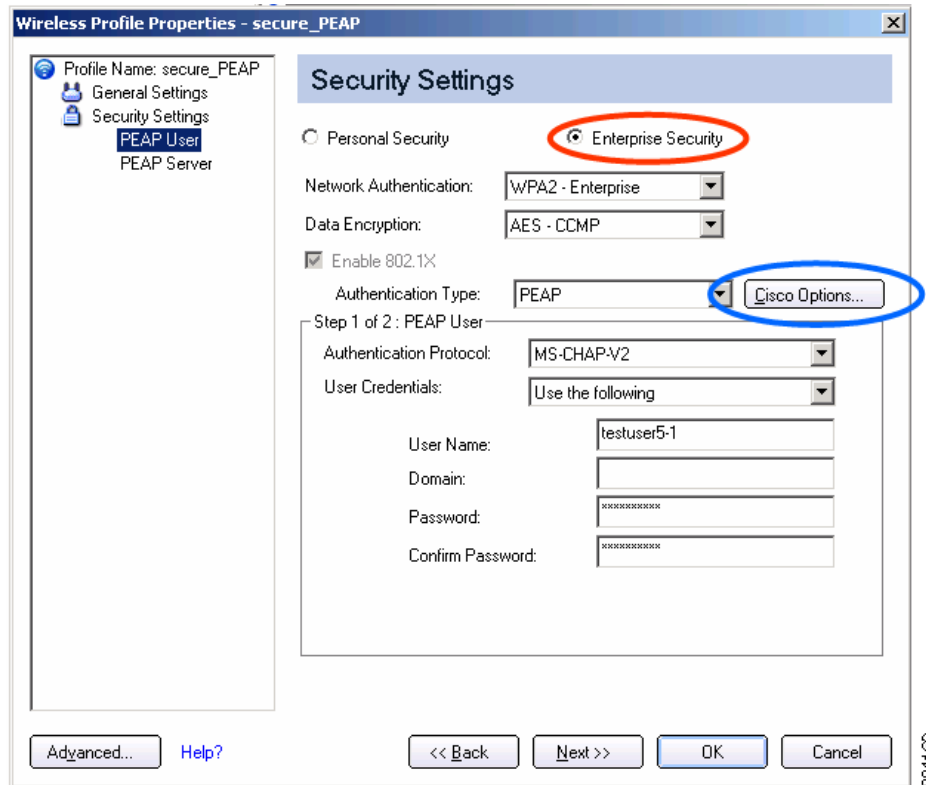 Wireless Profile Properties - secure_PEAP
Profile Name: secure_PEAP
General Settings
Security Settings
PEAP User
PEAP Server
Security Settings
Personal Security
Enterprise Security
Network Authentication: WPA2 - Enterprise
Data Encryption: AES - CCMP
Enable 802.1X
Authentication Type: PEAP Cisco Options...
Step 1 of 2 : PEAP User
Authentication Protocol: MS-CHAP-V2
User Credentials: Use the following
User Name: testuser5-1
Domain:
Password: **********
Confirm Password: **********
Advanced... Help? << Back Next >> OK Cancel